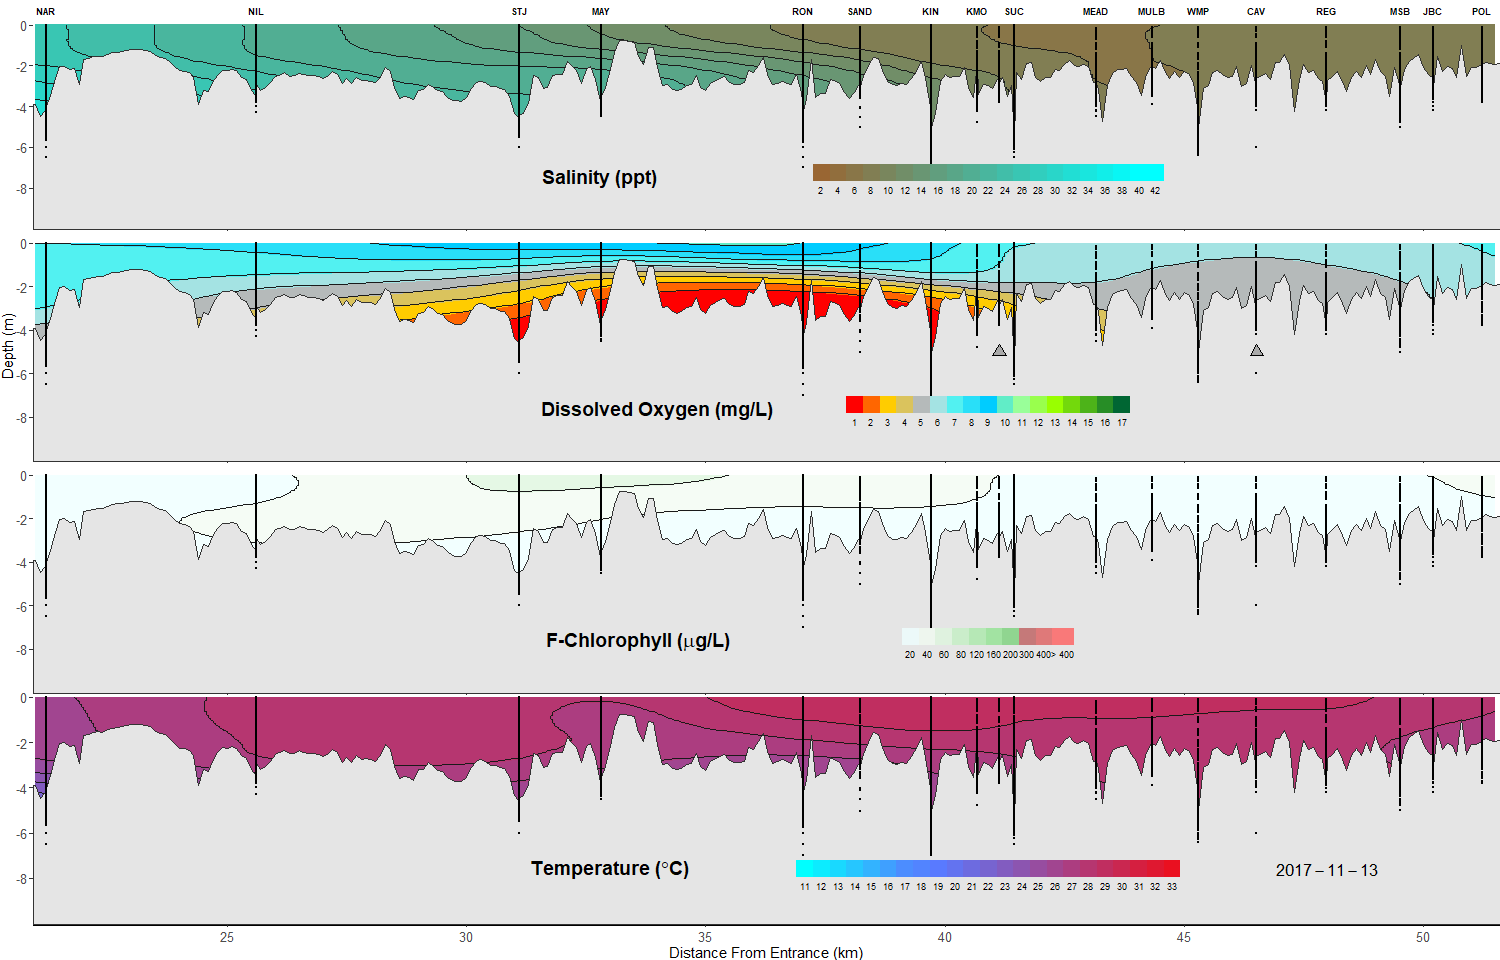 NAR NIL STJ MAY RON SAND KIN KMO SUC MEAD MULB WMP CAV REG MSB JBC POL
0
-2
-4
-6
-8
Salinity (ppt)
2 4 6 8 10 12 14 16 18 20 22 24 26 28 30 32 34 36 38 40 42
0
-2
-4
-6
-8
Depth (m)
Dissolved Oxygen (mg/L)
1 2 3 4 5 6 7 8 9 10 11 12 13 14 15 16 17
0
-2
-4
-6
-8
F-Chlorophyll (µg/L)
20 40 60 80 120 160 200 300 400> 400
0
-2
-4
-6
-8
Temperature (°C)
11 12 13 14 15 16 17 18 19 20 21 22 23 24 25 26 27 28 29 30 31 32 33
2017 – 11 – 13
25 30 35 40 45 50
Distance From Entrance (km)